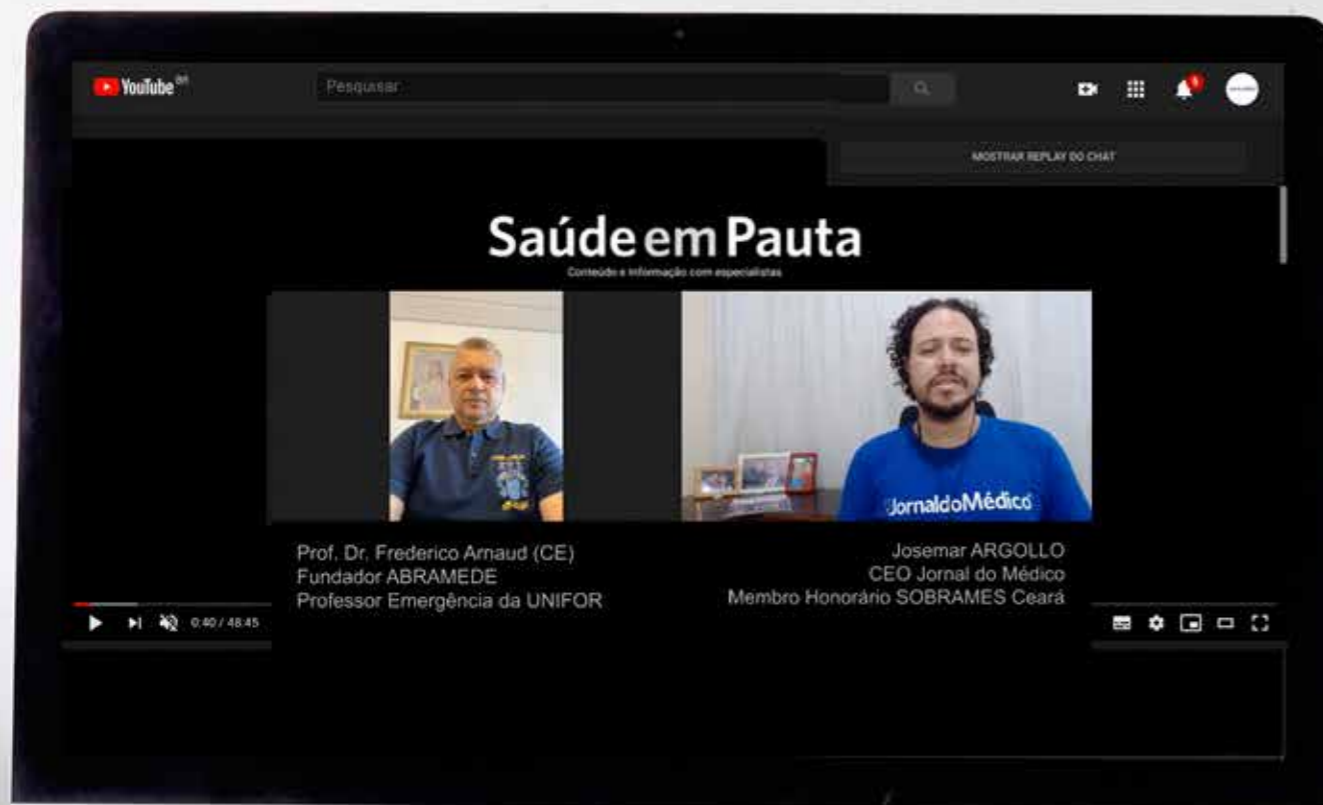 YouTube BR
Pesquisar
MOSTRAR REPLAY DO CHAT
Saúde em Pauta
Conteúdo e Informação com especialistas
JornaldoMédico
Prof. Dr. Frederico Arnaud (CE)
Fundador ABRAMEDE
Professor Emergência da UNIFOR
Josemar ARGOLLO
CEO Jornal do Médico
Membro Honorário SOBRAMES Ceará
0:40 / 48:45